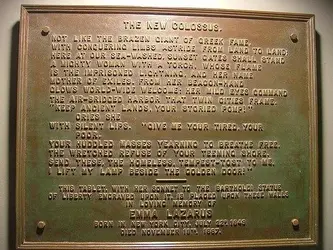 THE NEW COLOSSUS.
NOT LIKE THE BRAZEN GIANT OF GREEK FAME,
WITH CONQUERING LIMBS ASTRIDE FROM LAND TO LAND;
HERE AT OUR SEA-WASHED, SUNSET GATES SHALL STAND
A MIGHTY WOMAN WITH A TORCH, WHOSE FLAME
IS THE IMPRISONED LIGHTNING, AND HER NAME
MOTHER OF EXILES. FROM HER BEACON-HAND
GLOWS WORLD-WIDE WELCOME; HER MILD EYES COMMAND
THE AIR-BRIDGED HARBOR THAT TWIN CITIES FRAME.
"KEEP ANCIENT LANDS, YOUR STORIED POMP!"
CRIES SHE
WITH SILENT LIPS. "GIVE ME YOUR TIRED, YOUR
POOR,
YOUR HUDDLED MASSES YEARNING TO BREATHE FREE,
THE WRETCHED REFUSE OF YOUR TEEMING SHORE.
SEND THESE, THE HOMELESS, TEMPEST-TOST TO ME,
I LIFT MY LAMP BESIDE THE GOLDEN DOOR!"
THIS TABLET, WITH HER SONNET TO THE BARTHOLDI STATUE
OF LIBERTY ENGRAVED UPON IT, IS PLACED UPON THESE WALLS
IN LOVING MEMORY OF
EMMA LAZARUS
BORN IN NEW YORK CITY, JULY 22D, 1849
DIED NOVEMBER 19TH, 1887.